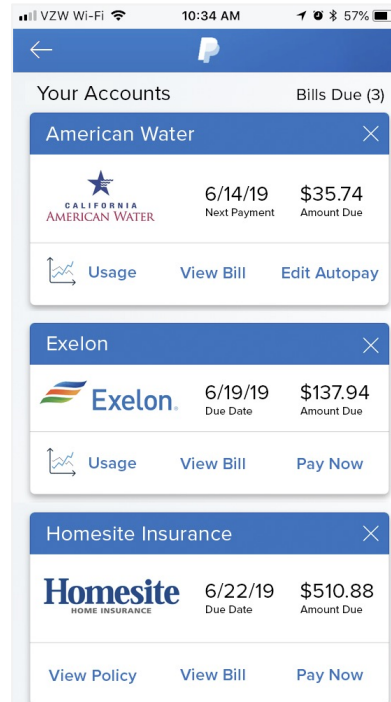 VZW Wi-Fi 10:34 AM 57%
Your Accounts Bills Due (3)
American Water
CALIFORNIA
AMERICAN WATER
6/14/19 $35.74
Next Payment Amount Due
Usage View Bill Edit Autopay
Exelon
Exelon. 6/19/19 $137.94
Due Date Amount Due
Usage View Bill Pay Now
Homesite Insurance
Homesite 6/22/19 $510.88
HOME INSURANCE Due Date Amount Due
View Policy View Bill Pay Now